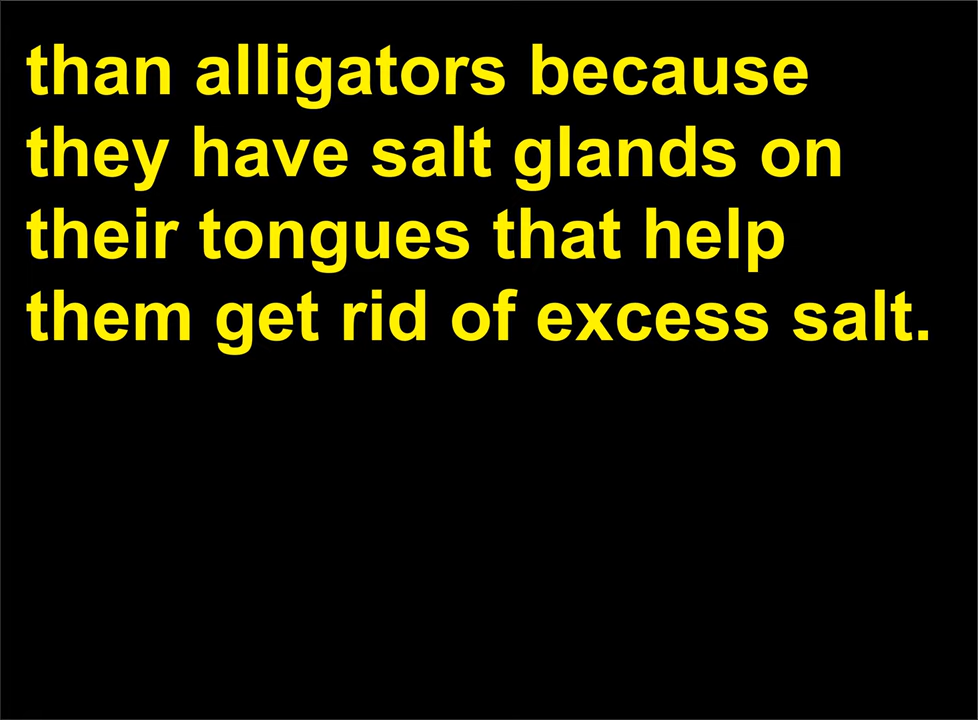 than alligators because
they have salt glands on
their tongues that help
them get rid of excess salt.